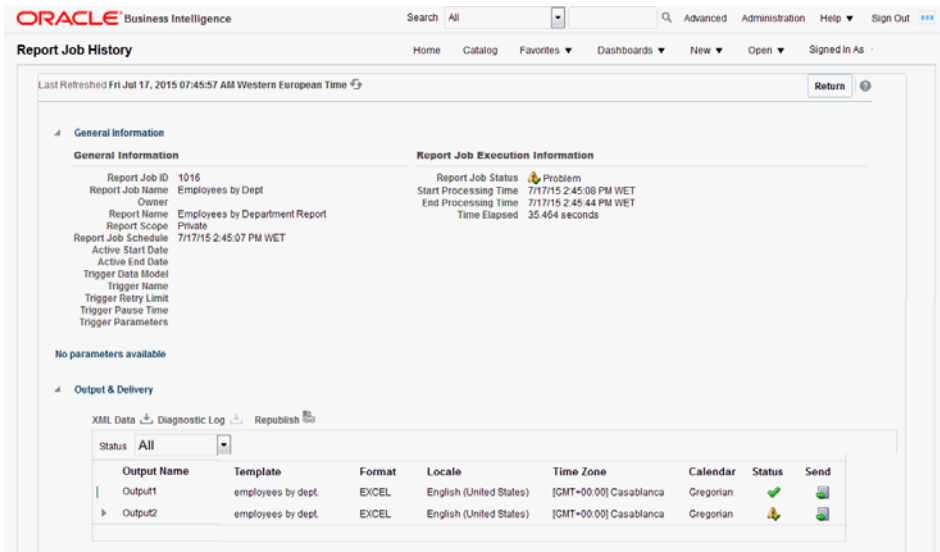 ORACLE Business Intelligence
Search All Advanced Administration Help Sign Out
Report Job History
Home Catalog Favorites Dashboards New Open Signed In As
Last Refreshed Fri Jul 17, 2015 07:45:57 AM Western European Time
Return
General Information
General Information
Report Job ID 1016
Report Job Name Employees by Dept
Owner
Report Name Employees by Department Report
Report Scope Private
Report Job Schedule 7/17/15 2:45:07 PM WET
Active Start Date
Active End Date
Trigger Data Model
Trigger Name
Trigger Retry Limit
Trigger Pause Time
Trigger Parameters
Report Job Execution Information
Report Job Status Problem
Start Processing Time 7/17/15 2:45:08 PM WET
End Processing Time 7/17/15 2:45:44 PM WET
Time Elapsed 35.464 seconds
No parameters available
Output & Delivery
XML Data Diagnostic Log Republish
Status All
Output Name Template Format Locale Time Zone Calendar Status Send
Output1 employees by dept. EXCEL English (United States) [GMT+00:00] Casablanca Gregorian
Output2 employees by dept. EXCEL English (United States) [GMT+00:00] Casablanca Gregorian